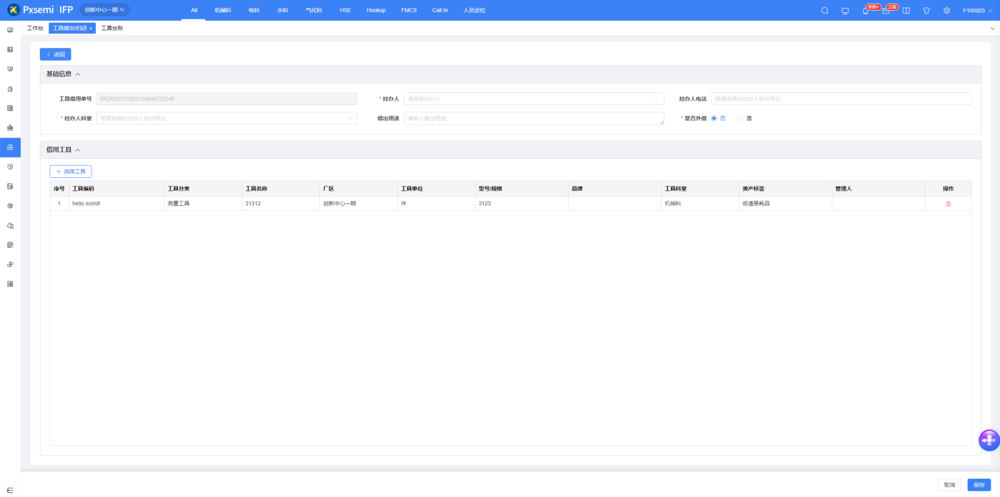 Pxsemi IFP 创新中心一期 All 机械科 电科 水科 气化科 HSE Hookup FMCS Call In 人员定位 999+ 238 F100003
工作台 工具借出/归还 × 工具台账
返回
基础信息
工具借用单号 BR2602101502134606722048 * 经办人 请选择经办人 经办人电话 根据选择的经办人自动带出
* 经办人科室 根据选择的经办人自动带出 借出用途 请输入借出用途 * 是否外借 否 是
借用工具
+ 选择工具
序号 工具编码 工具分类 工具名称 厂区 工具单位 型号/规格 品牌 工具科室 资产标签 管理人 操作
1 hello world! 测量工具 31312 创新中心一期 件 3123 机械科 低值易耗品
取消 保存